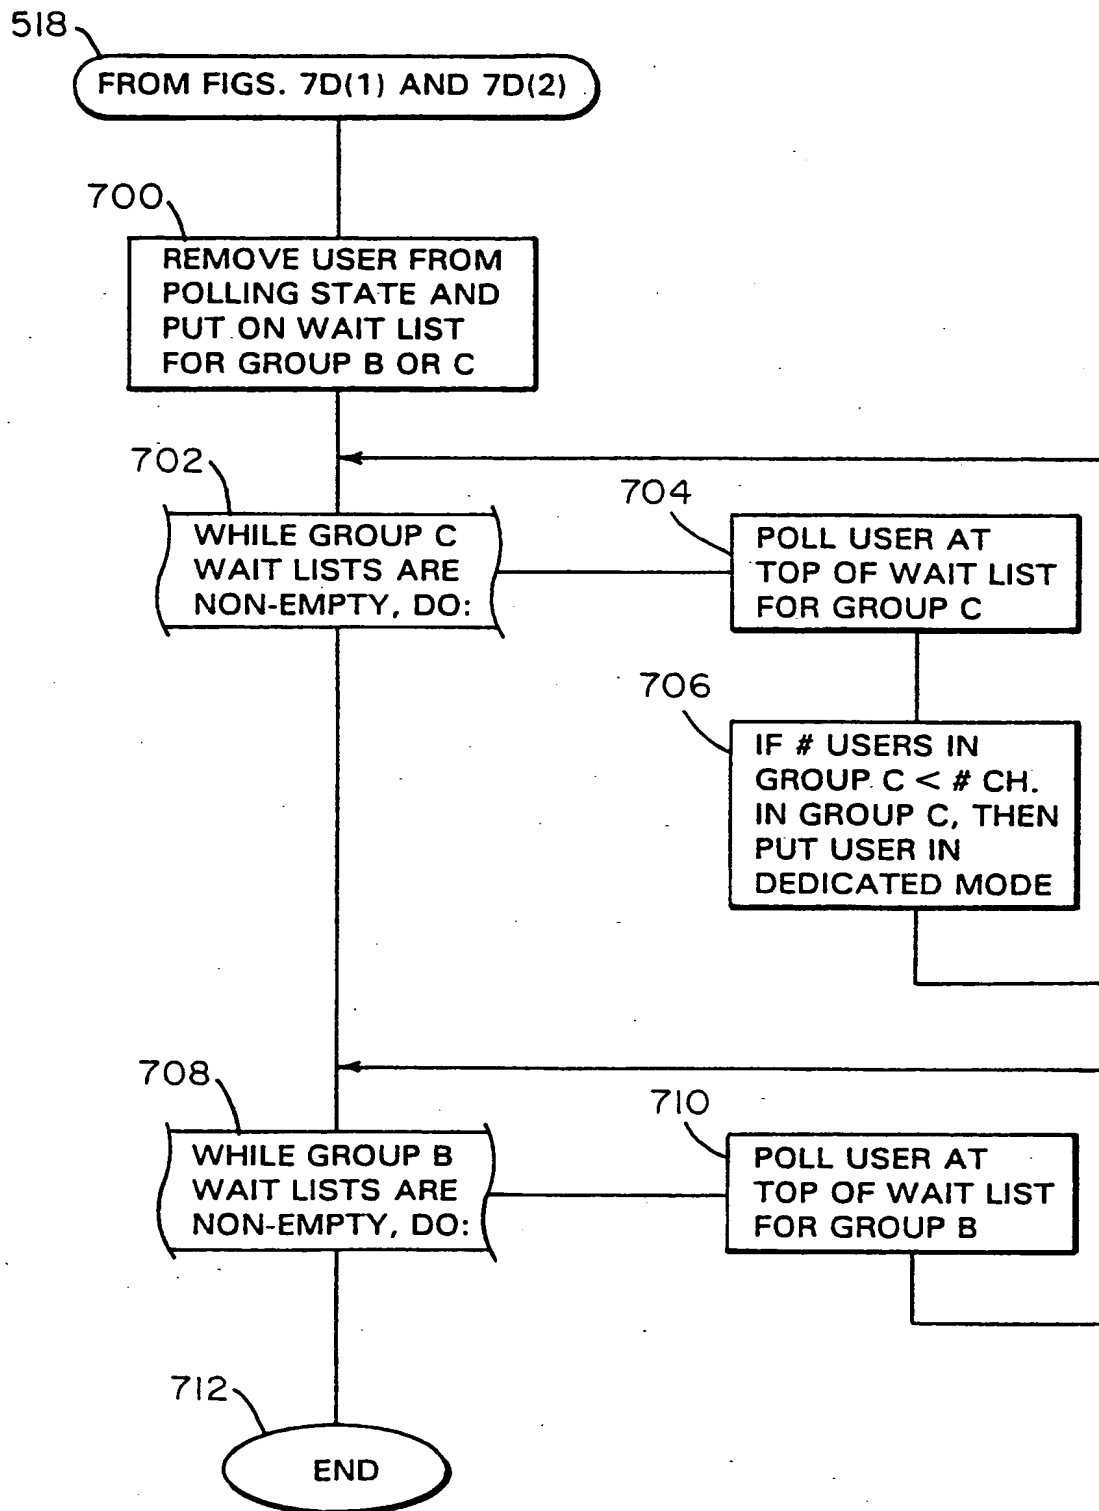 518
FROM FIGS. 7D(1) AND 7D(2)
700
REMOVE USER FROM
POLLING STATE AND
PUT ON WAIT LIST
FOR GROUP B OR C
702
WHILE GROUP C
WAIT LISTS ARE
NON-EMPTY, DO:
704
POLL USER AT
TOP OF WAIT LIST
FOR GROUP C
706
IF # USERS IN
GROUP C < # CH.
IN GROUP C, THEN
PUT USER IN
DEDICATED MODE
708
WHILE GROUP B
WAIT LISTS ARE
NON-EMPTY, DO:
710
POLL USER AT
TOP OF WAIT LIST
FOR GROUP B
712
END